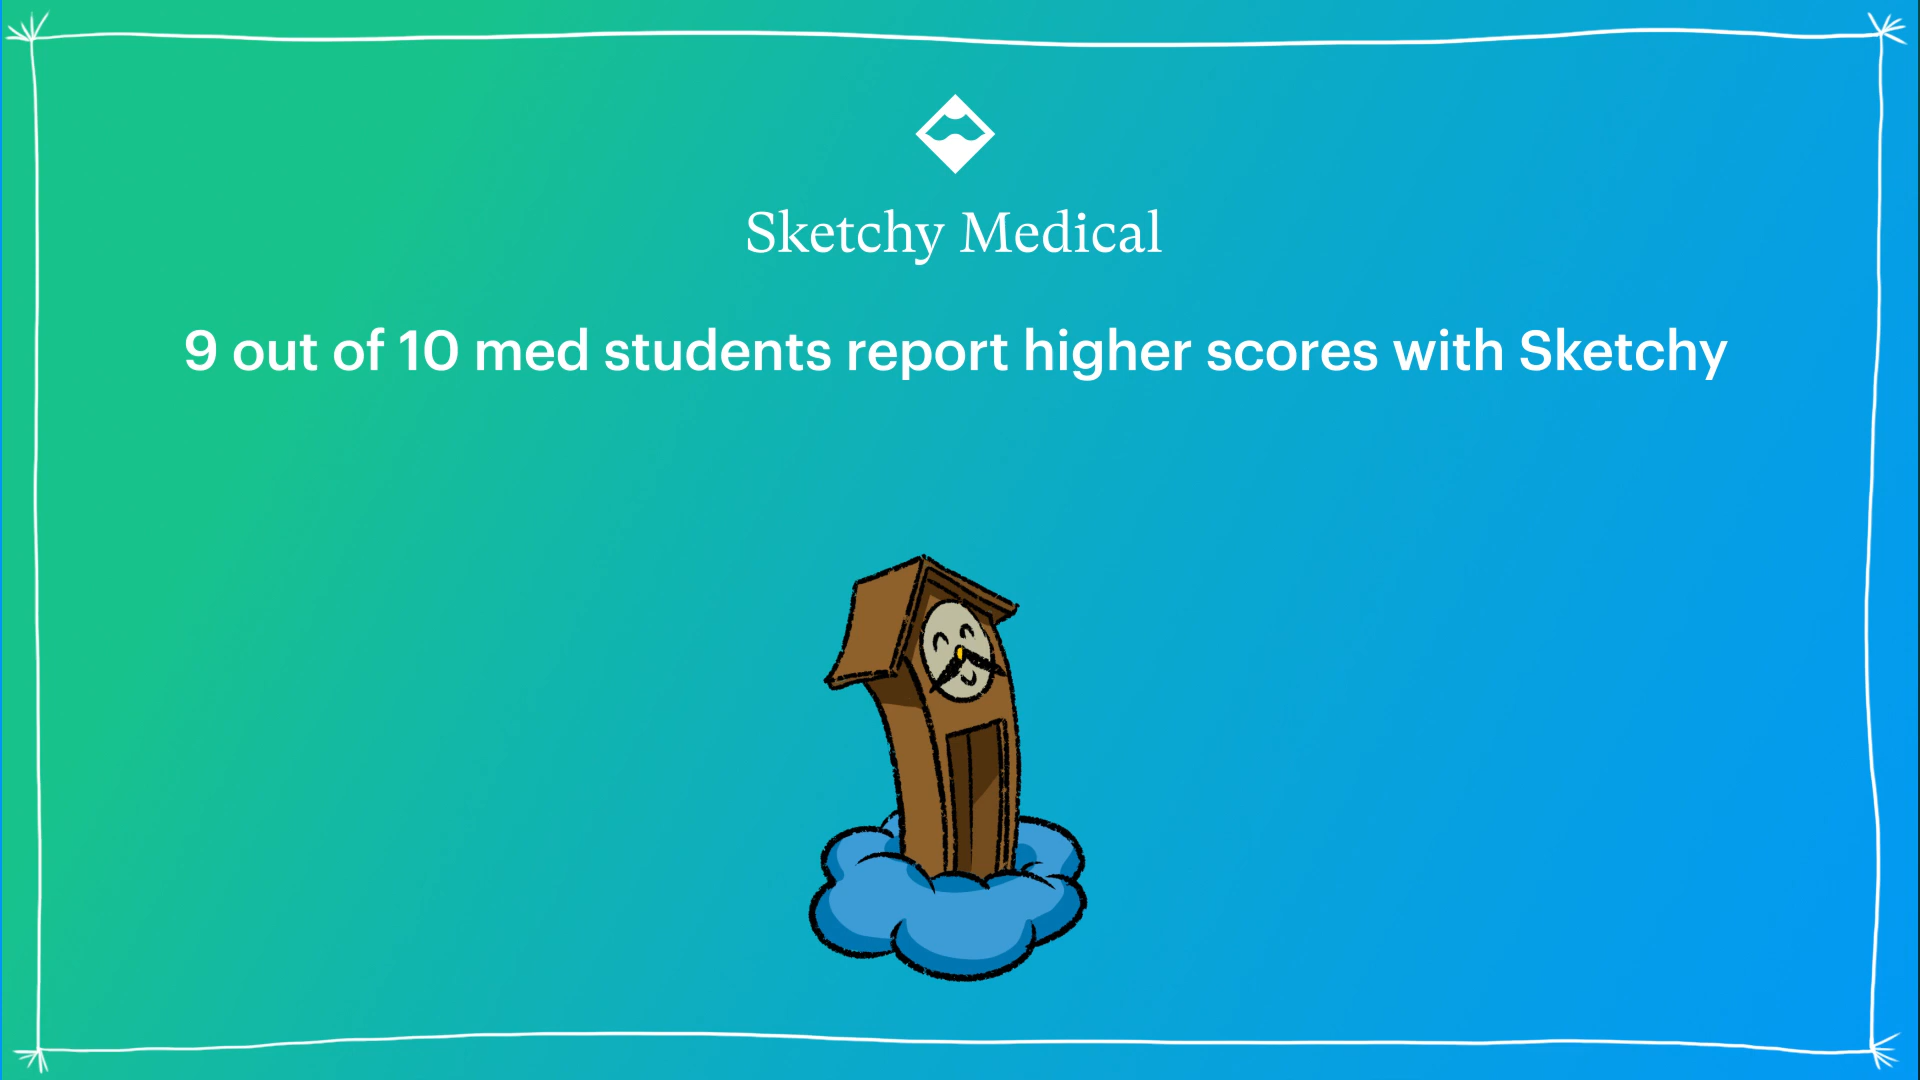 Sketchy Medical
9 out of 10 med students report higher scores with Sketchy